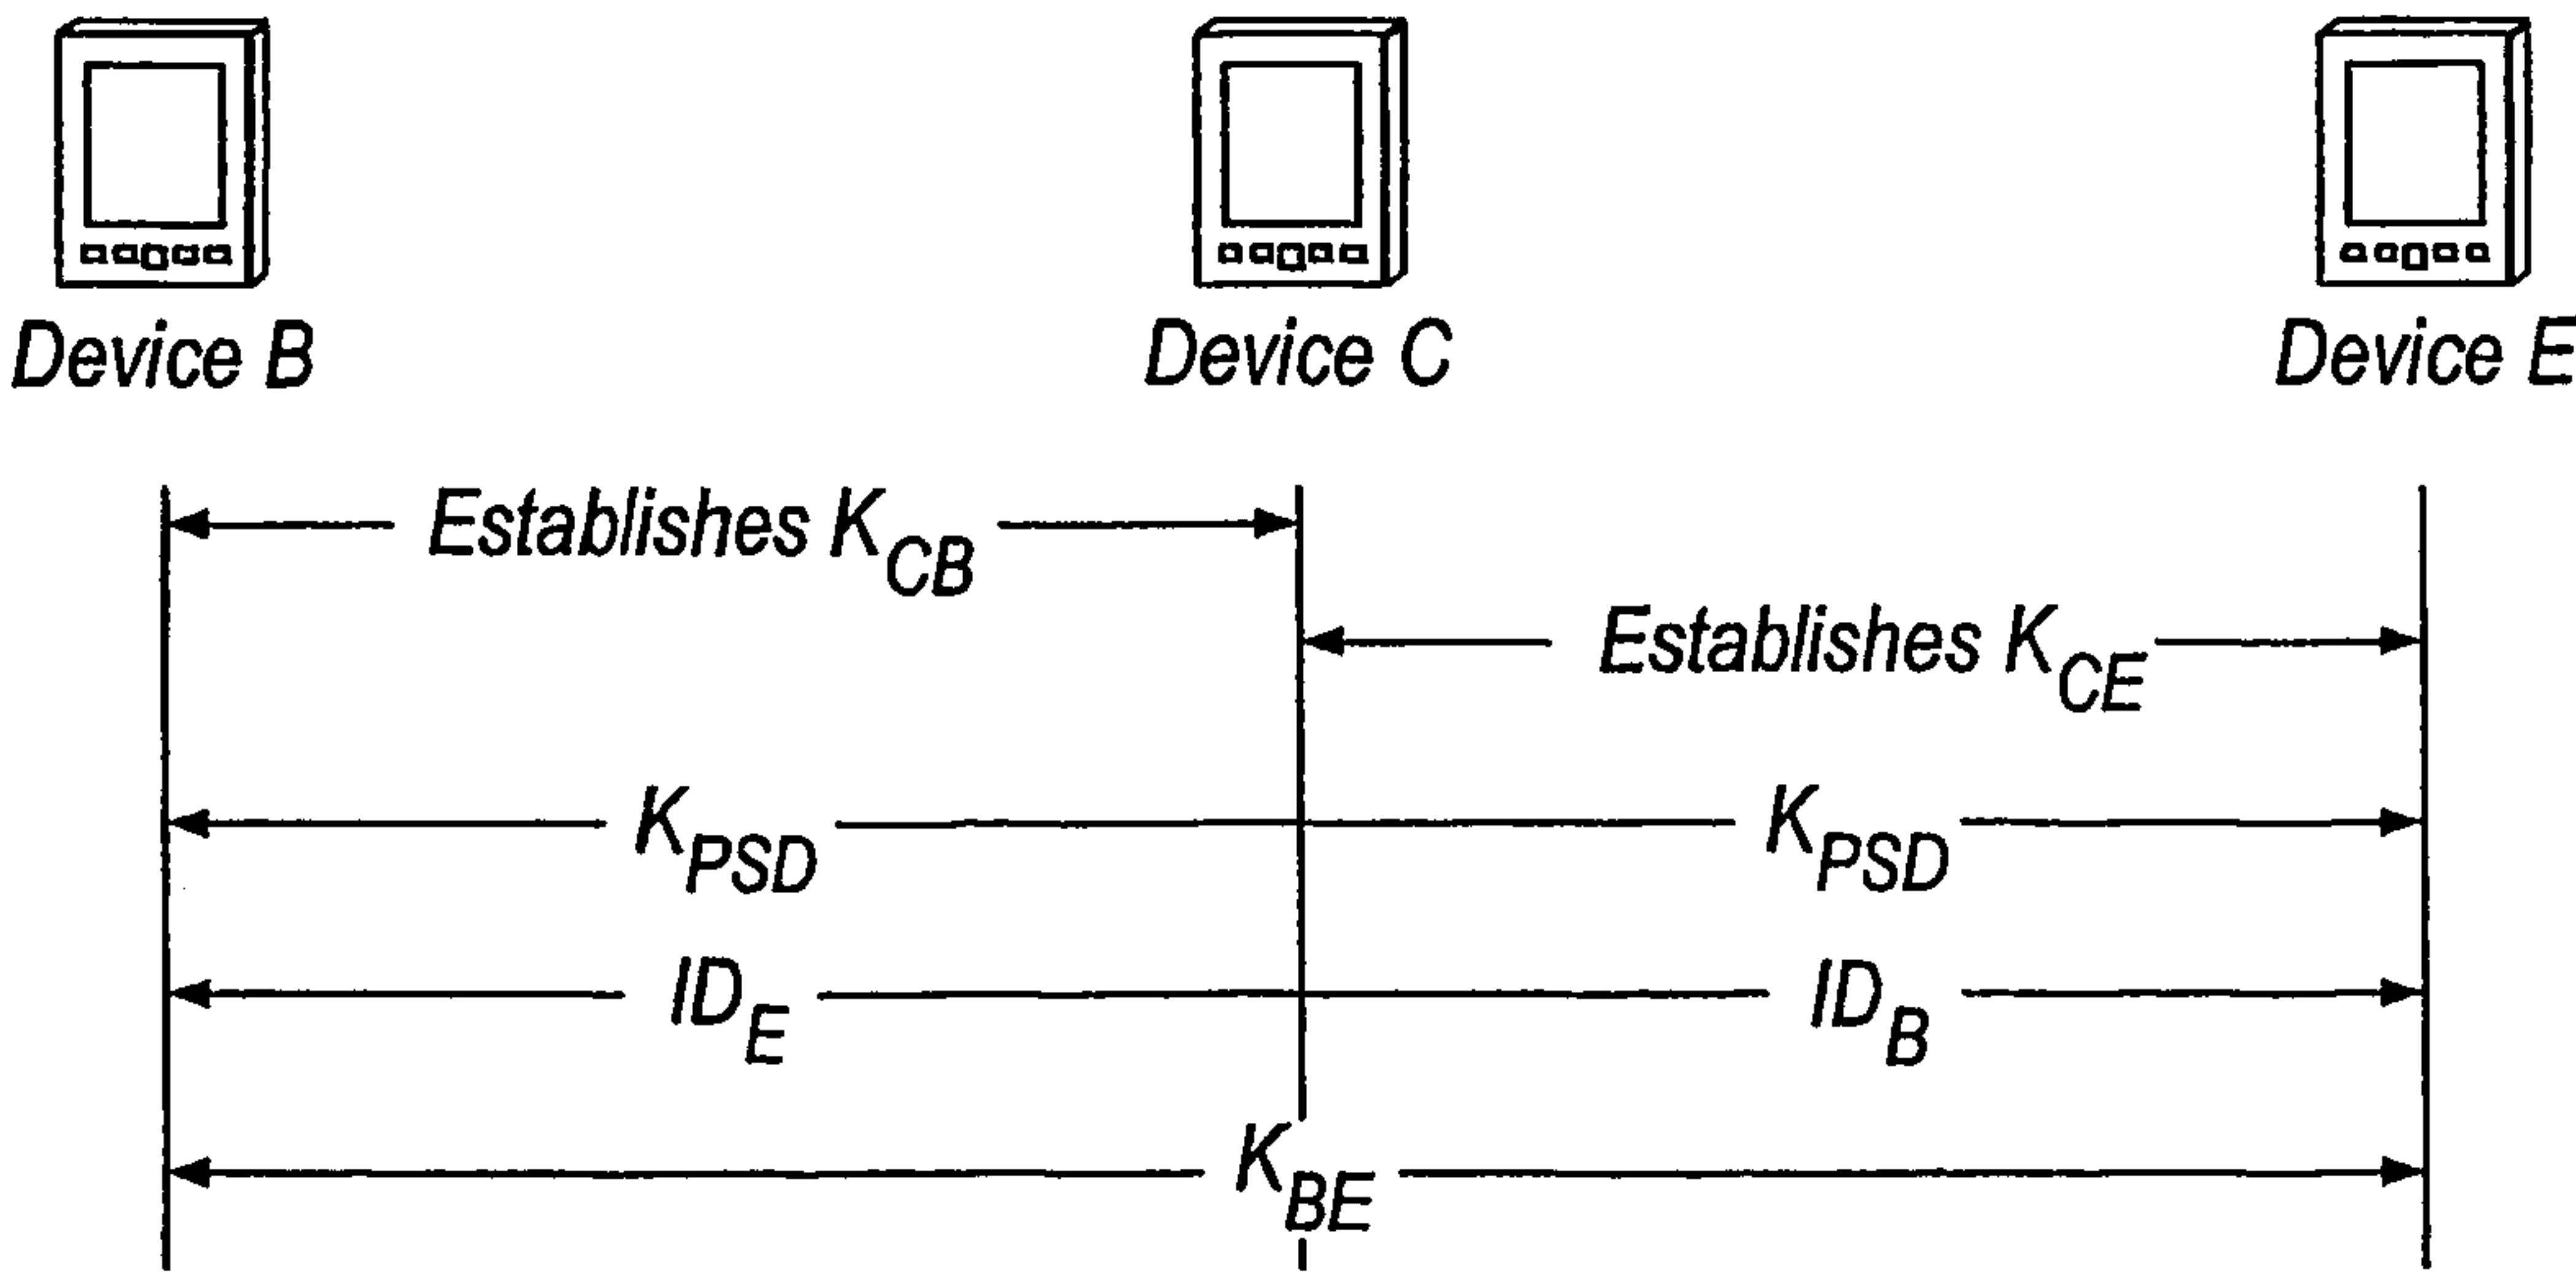 Device B
Device C
Device E
Establishes K_CB
Establishes K_CE
K_PSD
K_PSD
ID_E
ID_B
K_BE